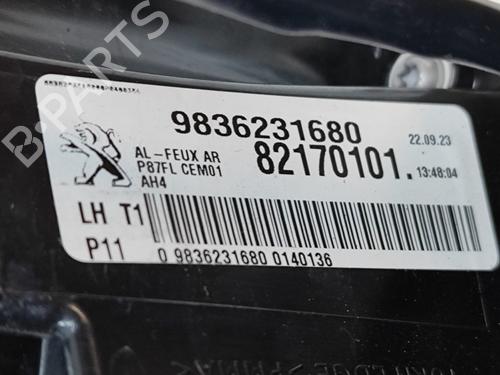 B-PARTS
9836231680
22.09.23
AL-FEUX AR
82170101.
13:48:04
P87FL CEM01
AH4
LH T1
P11
0 9836231680 0140136